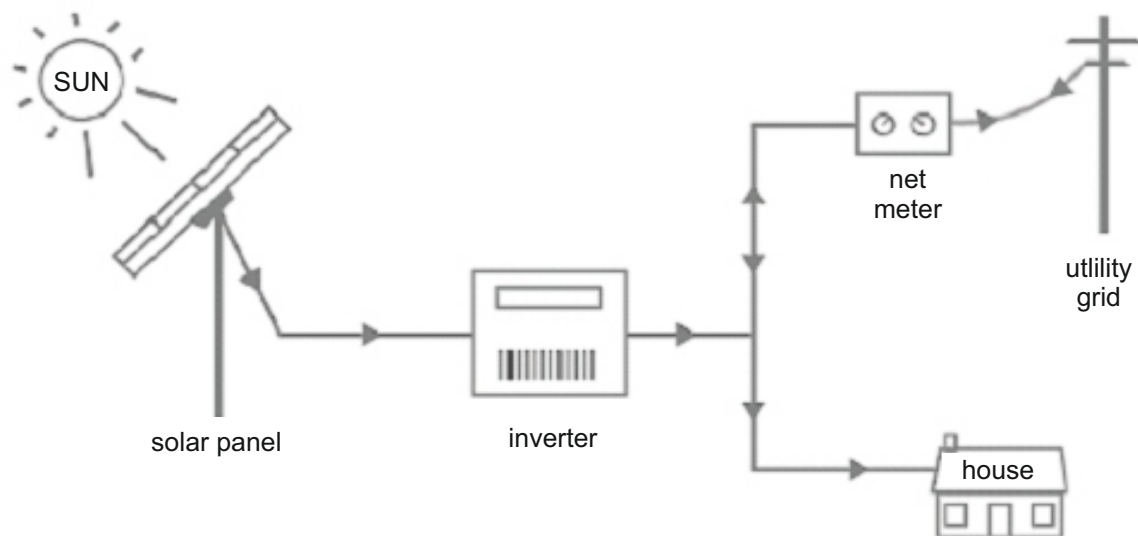 SUN
solar panel
inverter
net
meter
utlility
grid
house